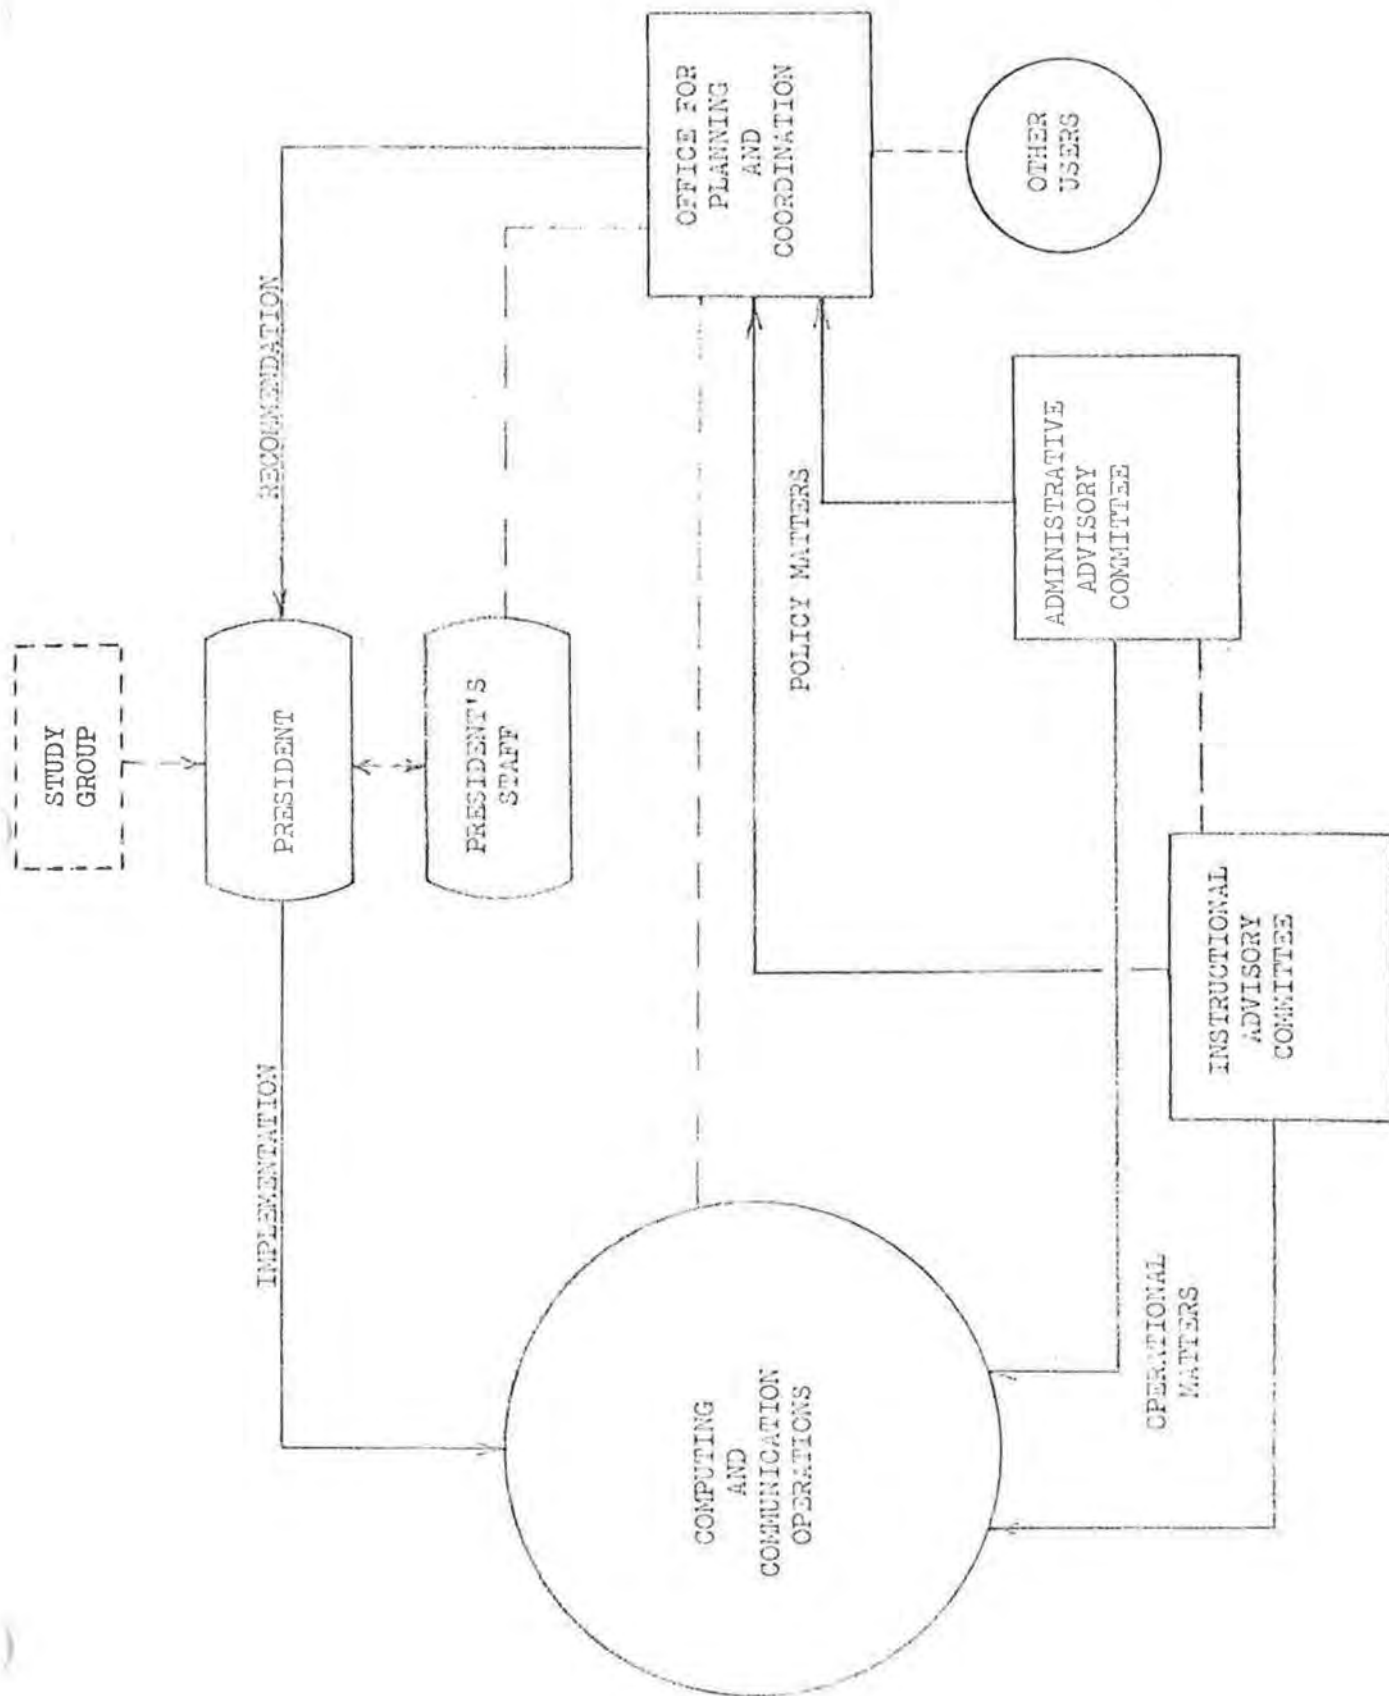 STUDY
GROUP
PRESIDENT
PRESIDENT'S
STAFF
IMPLEMENTATION
RECOMMENDATION
COMPUTING
AND
COMMUNICATION
OPERATIONS
OFFICE FOR
PLANNING
AND
COORDINATION
POLICY MATTERS
OTHER
USERS
ADMINISTRATIVE
ADVISORY
COMMITTEE
OPERATIONAL
MATTERS
INSTRUCTIONAL
ADVISORY
COMMITTEE